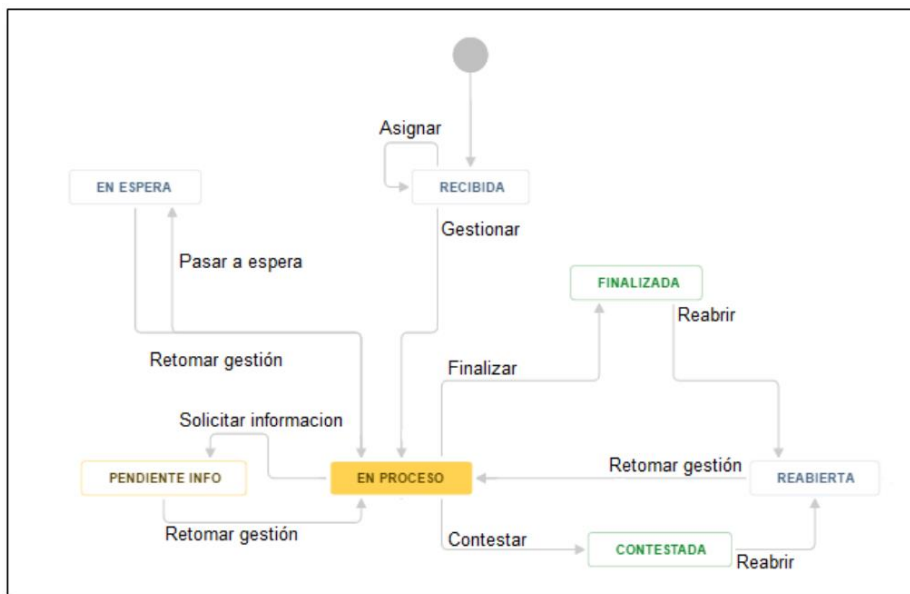 Asignar
EN ESPERA
RECIBIDA
Gestionar
Pasar a espera
FINALIZADA
Reabrir
Retomar gestión
Finalizar
Solicitar informacion
PENDIENTE INFO
EN PROCESO
Retomar gestión
REABIERTA
Retomar gestión
Contestar
CONTESTADA
Reabrir